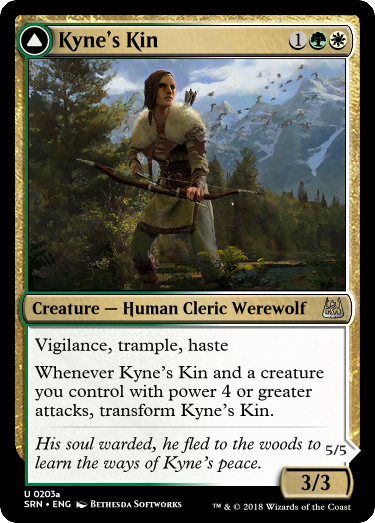 Kyne's Kin 1
Creature — Human Cleric Werewolf
Vigilance, trample, haste
Whenever Kyne's Kin and a creature
you control with power 4 or greater
attacks, transform Kyne's Kin.
His soul warded, he fled to the woods to
learn the ways of Kyne's peace.
5/5
3/3
U 0203a
SRN • ENG Bethesda Softworks
™ & © 2018 Wizards of the Coast